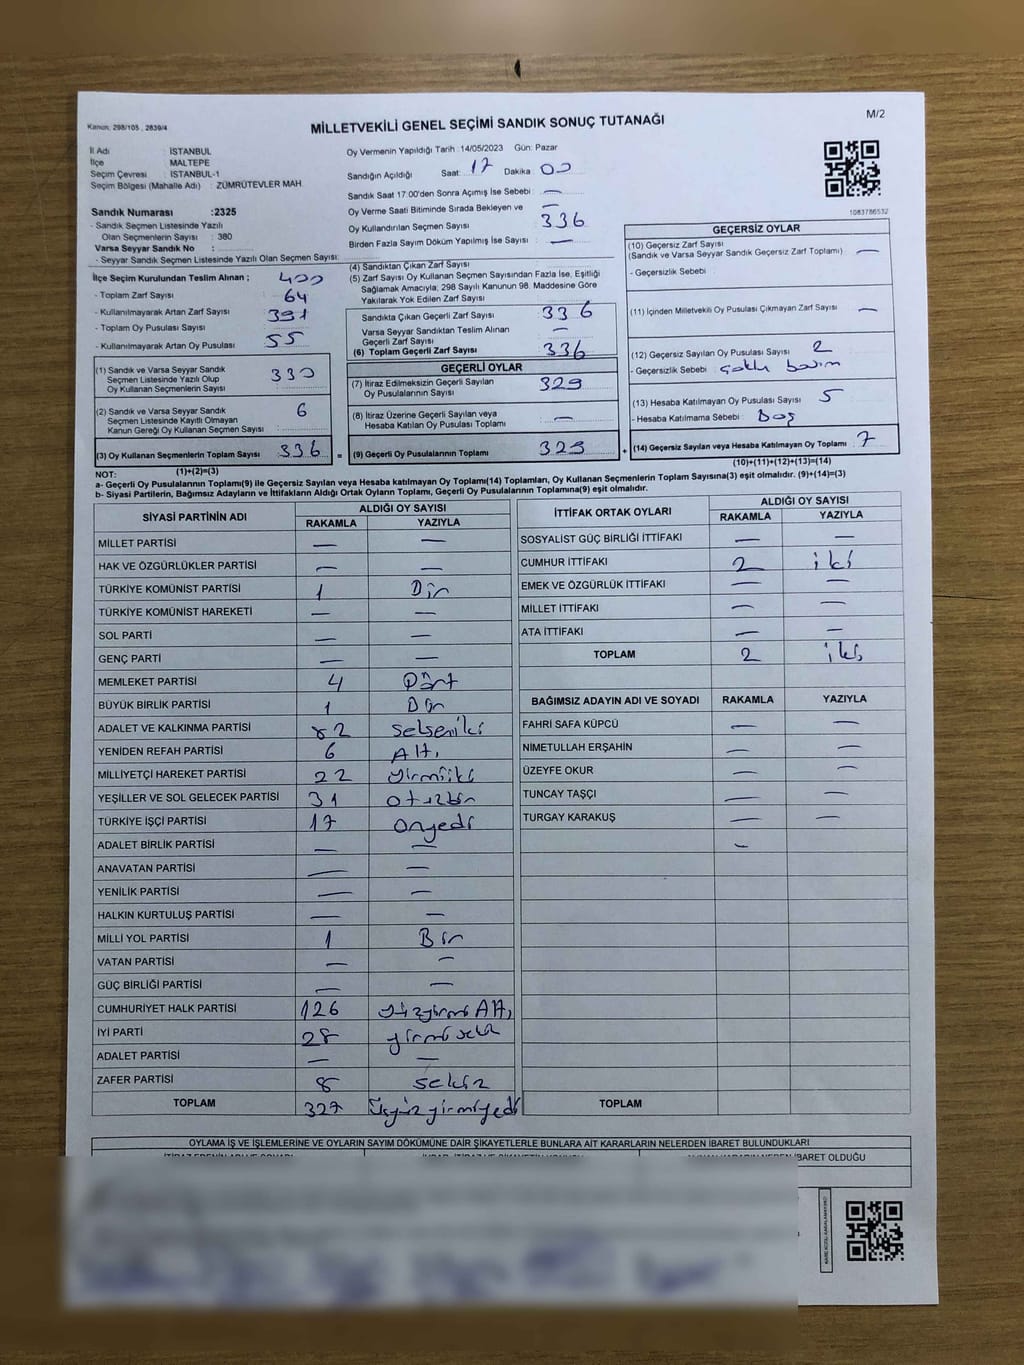 Kanun; 298/105 , 2839/4
MİLLETVEKİLİ GENEL SEÇİMİ SANDIK SONUÇ TUTANAĞI
M/2
İl Adı : İSTANBUL
İlçe : MALTEPE
Seçim Çevresi : İSTANBUL-1
Seçim Bölgesi (Mahalle Adı) : ZÜMRÜTEVLER MAH.
Sandık Numarası :2325
- Sandık Seçmen Listesinde Yazılı
Olan Seçmenlerin Sayısı : 380
Varsa Seyyar Sandık No :
- Seyyar Sandık Seçmen Listesinde Yazılı Olan Seçmen Sayısı:
Oy Vermenin Yapıldığı Tarih :14/05/2023 Gün: Pazar
Sandığın Açıldığı Saat: 17 Dakika : 00
Sandık Saat 17.00'den Sonra Açılmış İse Sebebi : —
Oy Verme Saati Bitiminde Sırada Bekleyen ve —
Oy Kullandırılan Seçmen Sayısı 336
Birden Fazla Sayım Döküm Yapılmış İse Sayısı : —
1083786532
İlçe Seçim Kurulundan Teslim Alınan ; 400
- Toplam Zarf Sayısı 64
- Kullanılmayarak Artan Zarf Sayısı 391
- Toplam Oy Pusulası Sayısı
- Kullanılmayarak Artan Oy Pusulası 55
(1) Sandık ve Varsa Seyyar Sandık
Seçmen Listesinde Yazılı Olup
Oy Kullanan Seçmenlerin Sayısı : 330
(2) Sandık ve Varsa Seyyar Sandık
Seçmen Listesinde Kayıtlı Olmayan
Kanun Gereği Oy Kullanan Seçmen Sayısı : 6
(3) Oy Kullanan Seçmenlerin Toplam Sayısı : 336
(1)+(2)=(3)
(4) Sandıktan Çıkan Zarf Sayısı :
(5) Zarf Sayısı Oy Kullanan Seçmen Sayısından Fazla İse, Eşitliği
Sağlamak Amacıyla; 298 Sayılı Kanunun 98. Maddesine Göre
Yakılarak Yok Edilen Zarf Sayısı :
Sandıkta Çıkan Geçerli Zarf Sayısı : 336
Varsa Seyyar Sandıktan Teslim Alınan
Geçerli Zarf Sayısı : —
(6) Toplam Geçerli Zarf Sayısı : 336
GEÇERLİ OYLAR
(7) İtiraz Edilmeksizin Geçerli Sayılan
Oy Pusulalarının Sayısı : 329
(8) İtiraz Üzerine Geçerli Sayılan veya
Hesaba Katılan Oy Pusulası Toplamı : —
(9) Geçerli Oy Pusulalarının Toplamı : 329
GEÇERSİZ OYLAR
(10) Geçersiz Zarf Sayısı
(Sandık ve Varsa Seyyar Sandık Geçersiz Zarf Toplamı) : —
- Geçersizlik Sebebi :
(11) İçinden Milletvekili Oy Pusulası Çıkmayan Zarf Sayısı : —
(12) Geçersiz Sayılan Oy Pusulası Sayısı : 2
- Geçersizlik Sebebi : Çoklu basım
(13) Hesaba Katılmayan Oy Pusulası Sayısı : 5
- Hesaba Katılmama Sebebi : Boş
(14) Geçersiz Sayılan veya Hesaba Katılmayan Oy Toplamı : 7
(10)+(11)+(12)+(13)=(14)
NOT:
a- Geçerli Oy Pusulalarının Toplamı(9) ile Geçersiz Sayılan veya Hesaba katılmayan Oy Toplamı(14) Toplamları, Oy Kullanan Seçmenlerin Toplam Sayısına(3) eşit olmalıdır. (9)+(14)=(3)
b- Siyasi Partilerin, Bağımsız Adayların ve İttifakların Aldığı Ortak Oyların Toplamı, Geçerli Oy Pusulalarının Toplamına(9) eşit olmalıdır.
SİYASİ PARTİNİN ADI ALDIĞI OY SAYISI
RAKAMLA YAZIYLA
MİLLET PARTİSİ — —
HAK VE ÖZGÜRLÜKLER PARTİSİ — —
TÜRKİYE KOMÜNİST PARTİSİ 1 Bir
TÜRKİYE KOMÜNİST HAREKETİ — —
SOL PARTİ — —
GENÇ PARTİ — —
MEMLEKET PARTİSİ 4 Dört
BÜYÜK BİRLİK PARTİSİ 1 Bir
ADALET VE KALKINMA PARTİSİ 82 Sekseniki
YENİDEN REFAH PARTİSİ 6 Altı
MİLLİYETÇİ HAREKET PARTİSİ 22 yirmiiki
YEŞİLLER VE SOL GELECEK PARTİSİ 31 otuzbir
TÜRKİYE İŞÇİ PARTİSİ 17 onyedi
ADALET BİRLİK PARTİSİ — —
ANAVATAN PARTİSİ — —
YENİLİK PARTİSİ — —
HALKIN KURTULUŞ PARTİSİ — —
MİLLİ YOL PARTİSİ 1 Bir
VATAN PARTİSİ — —
GÜÇ BİRLİĞİ PARTİSİ — —
CUMHURİYET HALK PARTİSİ 126 yüzyirmi Altı
İYİ PARTİ 28 yirmi sekiz
ADALET PARTİSİ — —
ZAFER PARTİSİ 8 sekiz
TOPLAM 327 üçyüz yirmiyedi
İTTİFAK ORTAK OYLARI ALDIĞI OY SAYISI
RAKAMLA YAZIYLA
SOSYALİST GÜÇ BİRLİĞİ İTTİFAKI — —
CUMHUR İTTİFAKI 2 iki
EMEK VE ÖZGÜRLÜK İTTİFAKI — —
MİLLET İTTİFAKI — —
ATA İTTİFAKI — —
TOPLAM 2 iki
BAĞIMSIZ ADAYIN ADI VE SOYADI RAKAMLA YAZIYLA
FAHRİ SAFA KÜPCÜ — —
NİMETULLAH ERŞAHİN — —
ÜZEYFE OKUR — —
TUNCAY TAŞÇI — —
TURGAY KARAKUŞ — —
—
TOPLAM
OYLAMA İŞ VE İŞLEMLERİNE VE OYLARIN SAYIM DÖKÜMÜNE DAİR ŞİKAYETLERLE BUNLARA AİT KARARLARIN NELERDEN İBARET BULUNDUKLARI
İBARET OLDUĞU